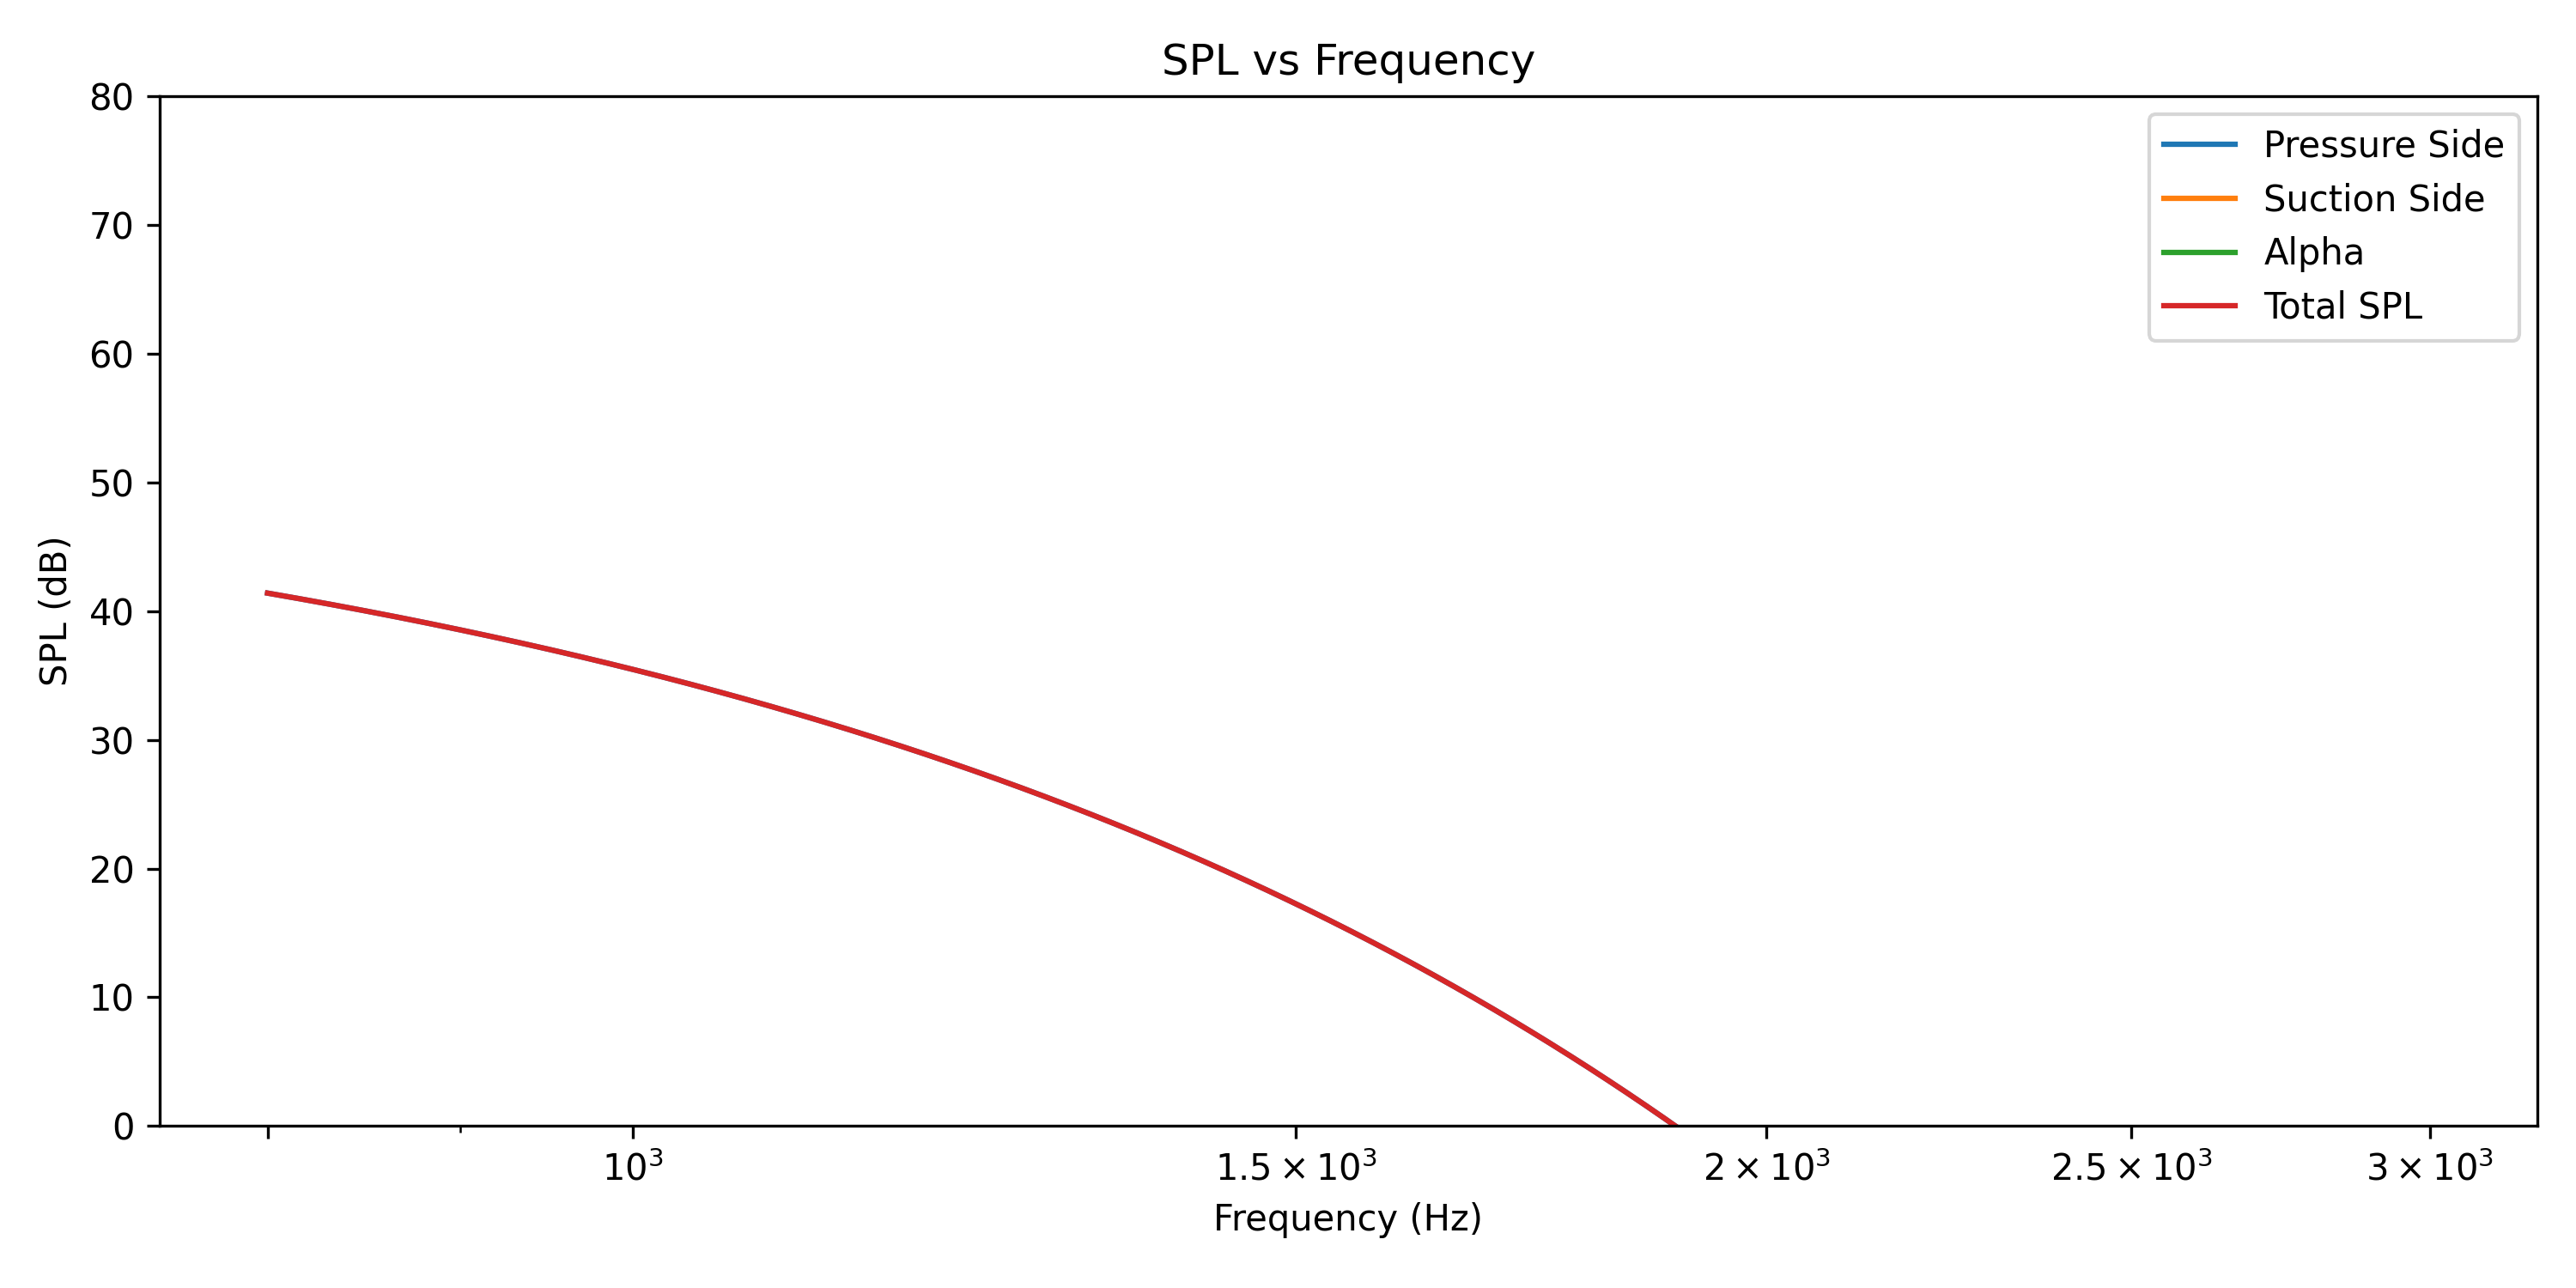 SPL vs Frequency
80
70
60
50
40
30
20
10
0
SPL (dB)
Pressure Side
Suction Side
Alpha
Total SPL
10³
1.5×10³
2×10³
2.5×10³
3×10³
Frequency (Hz)